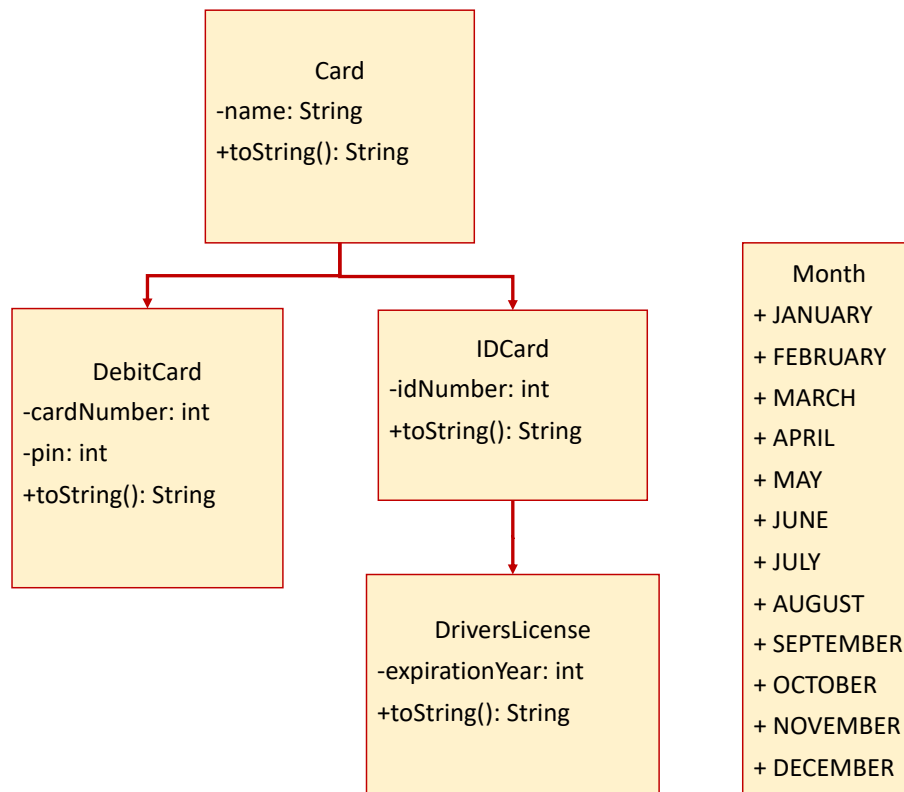 Card
-name: String
+toString(): String
DebitCard
-cardNumber: int
-pin: int
+toString(): String
IDCard
-idNumber: int
+toString(): String
DriversLicense
-expirationYear: int
+toString(): String
Month
+ JANUARY
+ FEBRUARY
+ MARCH
+ APRIL
+ MAY
+ JUNE
+ JULY
+ AUGUST
+ SEPTEMBER
+ OCTOBER
+ NOVEMBER
+ DECEMBER